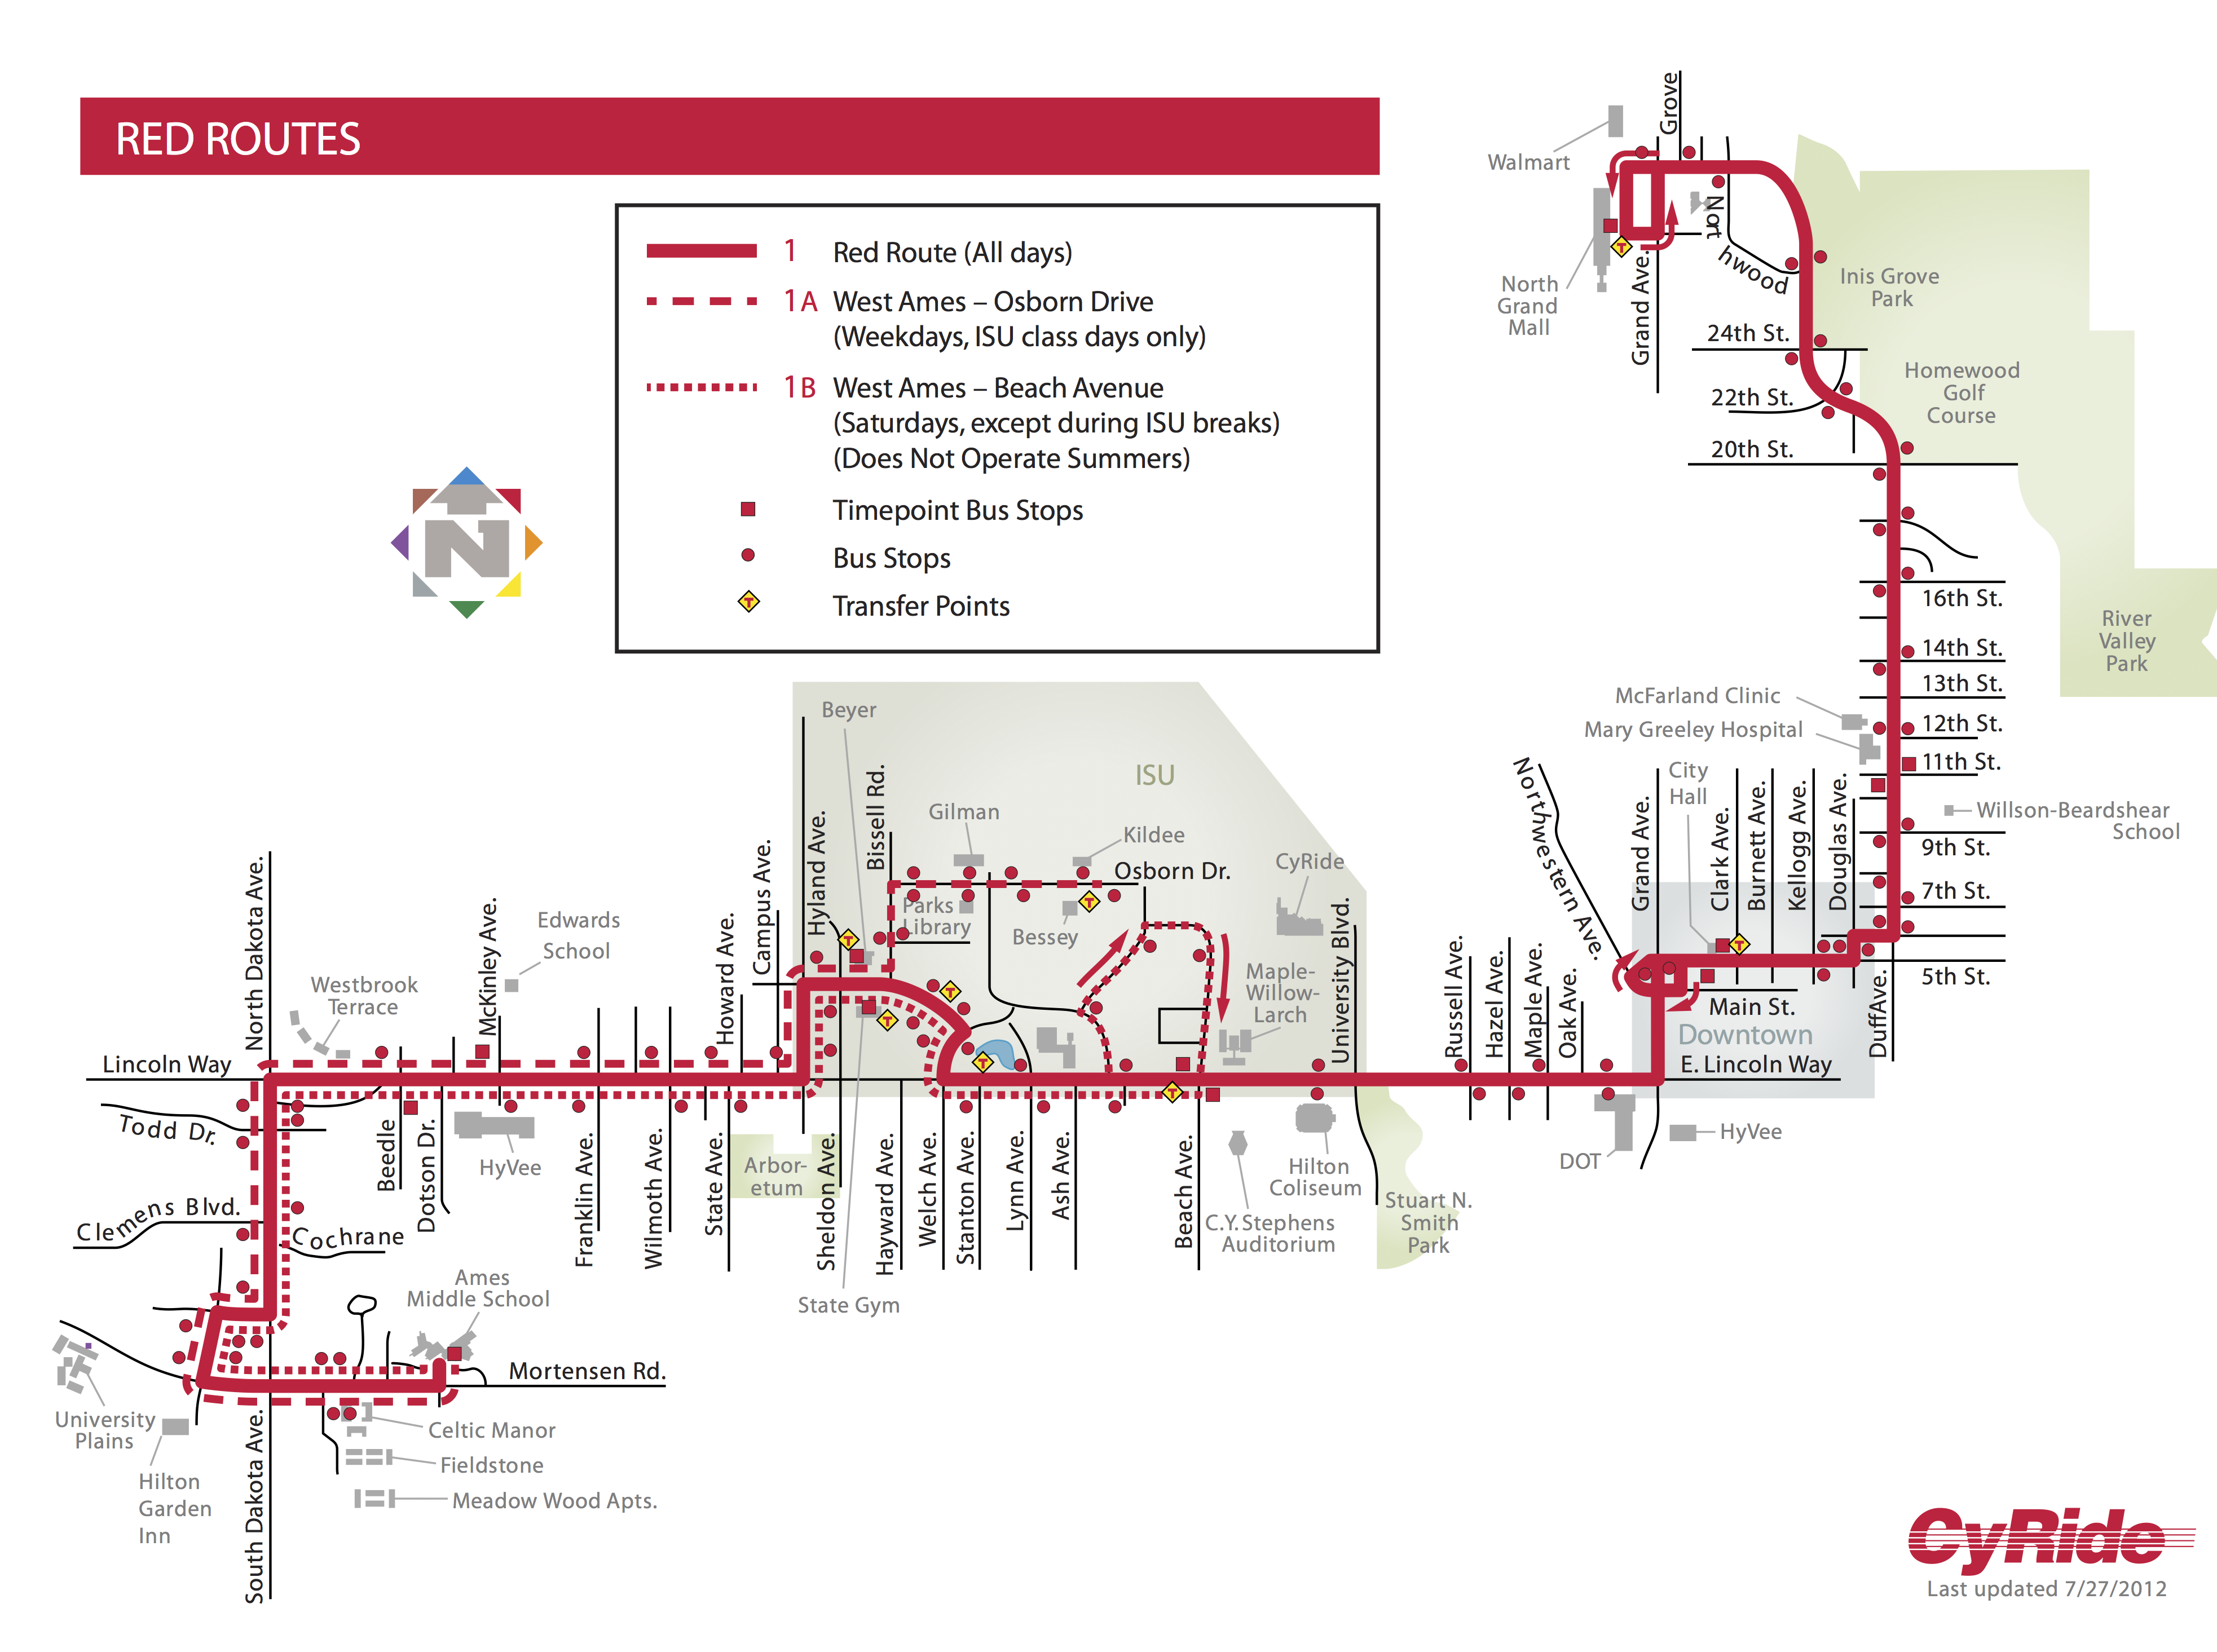 RED ROUTES
1 Red Route (All days)
1A West Ames – Osborn Drive
(Weekdays, ISU class days only)
1B West Ames – Beach Avenue
(Saturdays, except during ISU breaks)
(Does Not Operate Summers)
Timepoint Bus Stops
Bus Stops
T Transfer Points
N
Grove
Walmart
North
Grand
Mall
Grand Ave.
Nort
hwood
Inis Grove
Park
24th St.
22th St.
20th St.
Homewood
Golf
Course
River
Valley
Park
16th St.
14th St.
13th St.
12th St.
11th St.
9th St.
7th St.
5th St.
McFarland Clinic
Mary Greeley Hospital
Willson-Beardshear
School
City
Hall
Northwestern Ave.
Grand Ave.
Clark Ave.
Burnett Ave.
Kellogg Ave.
Douglas Ave.
DuffAve.
Main St.
Downtown
E. Lincoln Way
HyVee
DOT
Russell Ave.
Hazel Ave.
Maple Ave.
Oak Ave.
University Blvd.
ISU
Beyer
Bissell Rd.
Hyland Ave.
Campus Ave.
Howard Ave.
Gilman
Kildee
Osborn Dr.
CyRide
Parks
Library
Bessey
Maple-
Willow-
Larch
Hilton
Coliseum
C.Y. Stephens
Auditorium
Stuart N.
Smith
Park
Beach Ave.
Ash Ave.
Lynn Ave.
Stanton Ave.
Welch Ave.
Hayward Ave.
Sheldon Ave.
State Gym
Arbor-
etum
State Ave.
Wilmoth Ave.
Franklin Ave.
McKinley Ave.
Edwards
School
HyVee
Dotson Dr.
Beedle
Westbrook
Terrace
North Dakota Ave.
Lincoln Way
Todd Dr.
Clemens Blvd.
Cochrane
Ames
Middle School
Mortensen Rd.
University
Plains
Hilton
Garden
Inn
South Dakota Ave.
Celtic Manor
Fieldstone
Meadow Wood Apts.
CyRide
Last updated 7/27/2012